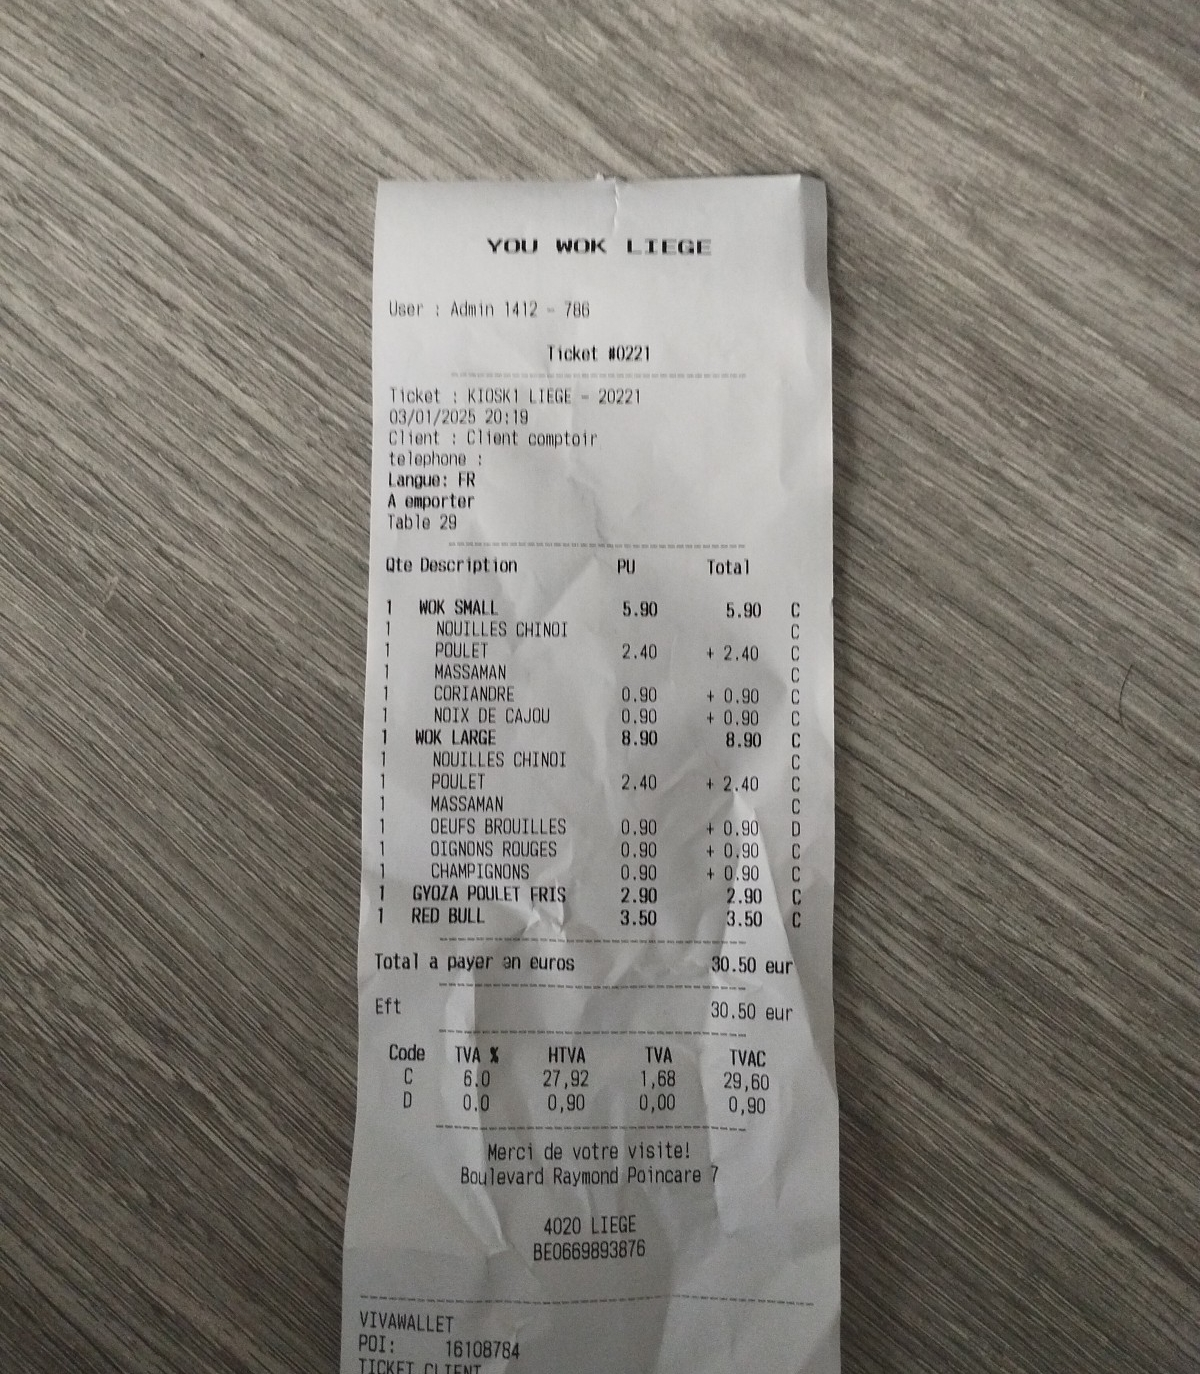 YOU WOK LIEGE
User : Admin 1412 - 786
Ticket #0221
Ticket : KIOSK1 LIEGE - 20221
03/01/2025 20:19
Client : Client comptoir
telephone :
Langue: FR
A emporter
Table 29
Qte Description PU Total
1 WOK SMALL 5.90 5.90 C
1 NOUILLES CHINOI C
1 POULET 2.40 + 2.40 C
1 MASSAMAN C
1 CORIANDRE 0.90 + 0.90 C
1 NOIX DE CAJOU 0.90 + 0.90 C
1 WOK LARGE 8.90 8.90 C
1 NOUILLES CHINOI C
1 POULET 2.40 + 2.40 C
1 MASSAMAN C
1 OEUFS BROUILLES 0.90 + 0.90 D
1 OIGNONS ROUGES 0.90 + 0.90 C
1 CHAMPIGNONS 0.90 + 0.90 C
1 GYOZA POULET FRIS 2.90 2.90 C
1 RED BULL 3.50 3.50 C
Total a payer en euros 30.50 eur
Eft 30.50 eur
Code TVA % HTVA TVA TVAC
C 6.0 27,92 1,68 29,60
D 0.0 0,90 0,00 0,90
Merci de votre visite!
Boulevard Raymond Poincare 7
4020 LIEGE
BE0669893876
VIVAWALLET
POI: 16108784
TICKET CLIENT